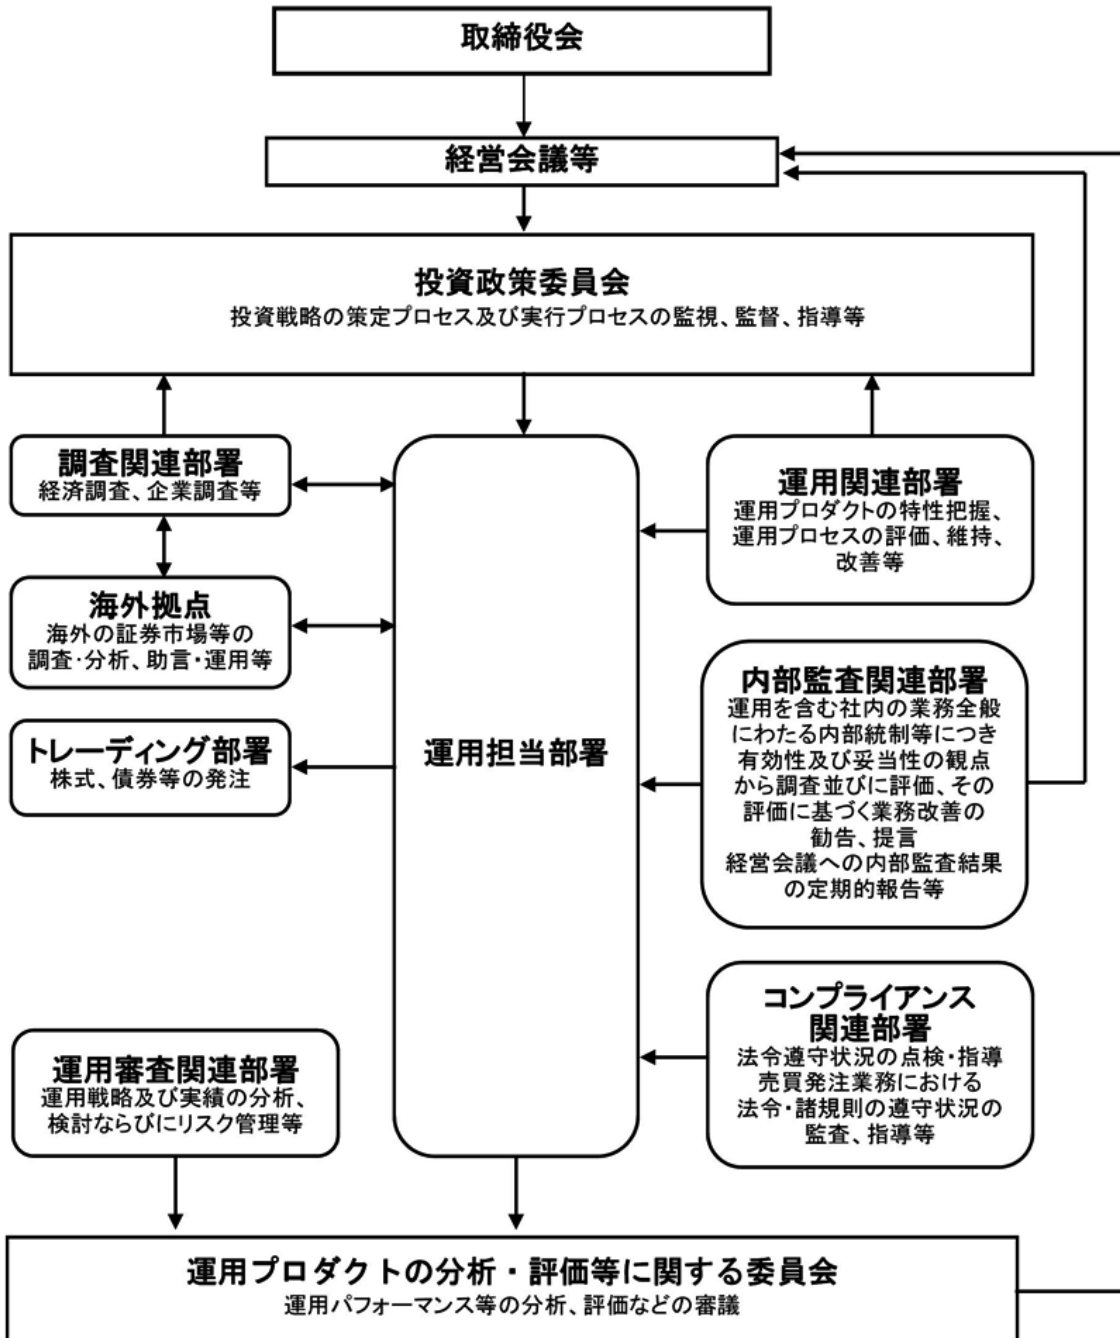 取締役会
経営会議等
投資政策委員会
投資戦略の策定プロセス及び実行プロセスの監視、監督、指導等
調査関連部署
経済調査、企業調査等
海外拠点
海外の証券市場等の
調査・分析、助言・運用等
トレーディング部署
株式、債券等の発注
運用担当部署
運用関連部署
運用プロダクトの特性把握、
運用プロセスの評価、維持、
改善等
内部監査関連部署
運用を含む社内の業務全般
にわたる内部統制等につき
有効性及び妥当性の観点
から調査並びに評価、その
評価に基づく業務改善の
勧告、提言
経営会議への内部監査結果
の定期的報告等
コンプライアンス
関連部署
法令遵守状況の点検・指導
売買発注業務における
法令・諸規則の遵守状況の
監査、指導等
運用審査関連部署
運用戦略及び実績の分析、
検討ならびにリスク管理等
運用プロダクトの分析・評価等に関する委員会
運用パフォーマンス等の分析、評価などの審議